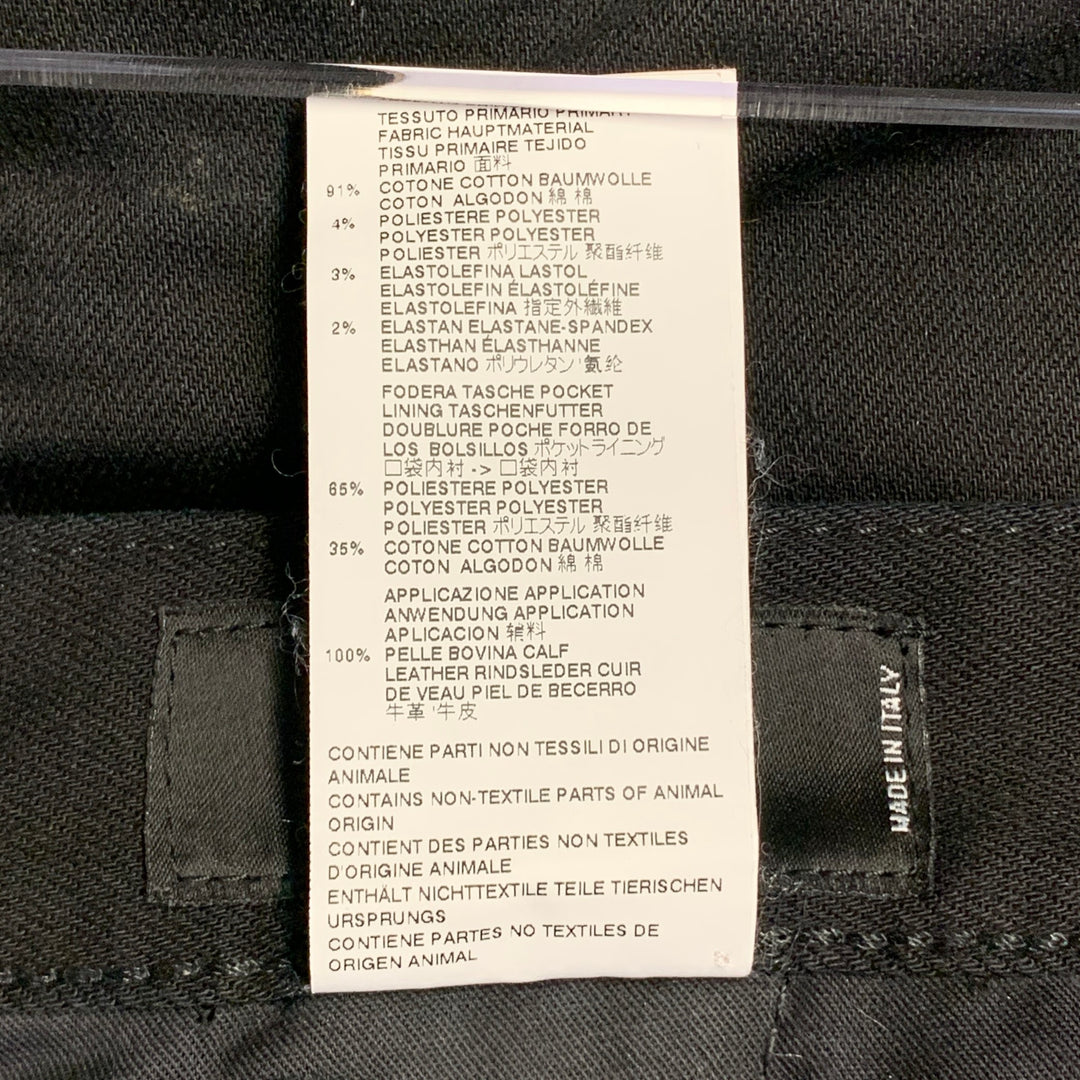 TESSUTO PRIMARIO PRIMARY
FABRIC HAUPTMATERIAL
TISSU PRIMAIRE TEJIDO
PRIMARIO 面料
91% COTONE COTTON BAUMWOLLE
COTON ALGODON 綿 棉
4% POLIESTERE POLYESTER
POLYESTER POLYESTER
POLIESTER ポリエステル 聚酯纤维
3% ELASTOLEFINA LASTOL
ELASTOLEFIN ÉLASTOLÉFINE
ELASTOLEFINA 指定外繊維
2% ELASTAN ELASTANE-SPANDEX
ELASTHAN ÉLASTHANNE
ELASTANO ポリウレタン 氨纶
FODERA TASCHE POCKET
LINING TASCHENFUTTER
DOUBLURE POCHE FORRO DE
LOS BOLSILLOS ポケットライニング
口袋内衬 -> 口袋内衬
65% POLIESTERE POLYESTER
POLYESTER POLYESTER
POLIESTER ポリエステル 聚酯纤维
35% COTONE COTTON BAUMWOLLE
COTON ALGODON 綿 棉
APPLICAZIONE APPLICATION
ANWENDUNG APPLICATION
APLICACION 辅料
100% PELLE BOVINA CALF
LEATHER RINDSLEDER CUIR
DE VEAU PIEL DE BECERRO
牛革 牛皮
CONTIENE PARTI NON TESSILI DI ORIGINE
ANIMALE
CONTAINS NON-TEXTILE PARTS OF ANIMAL
ORIGIN
CONTIENT DES PARTIES NON TEXTILES
D'ORIGINE ANIMALE
ENTHÄLT NICHTTEXTILE TEILE TIERISCHEN
URSPRUNGS
CONTIENE PARTES NO TEXTILES DE
ORIGEN ANIMAL
MADE IN ITALY